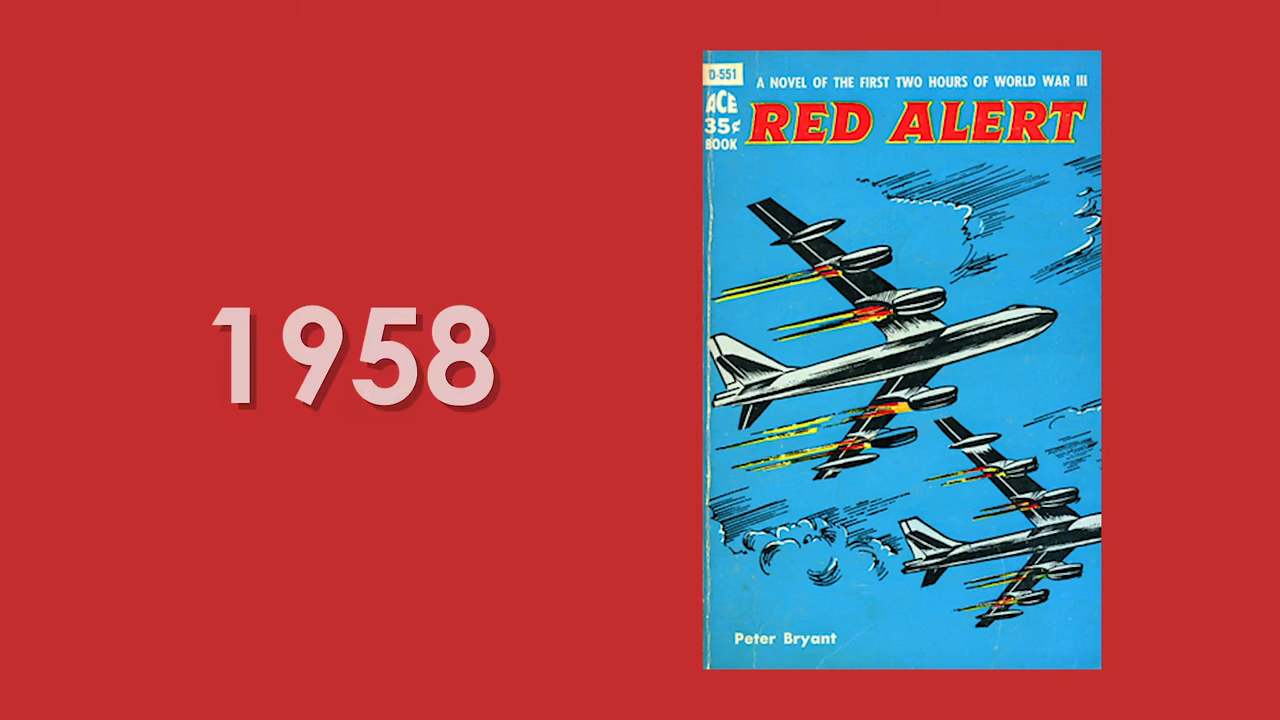 1958
D-551
A NOVEL OF THE FIRST TWO HOURS OF WORLD WAR III
ACE
35¢
BOOK
RED ALERT
Peter Bryant